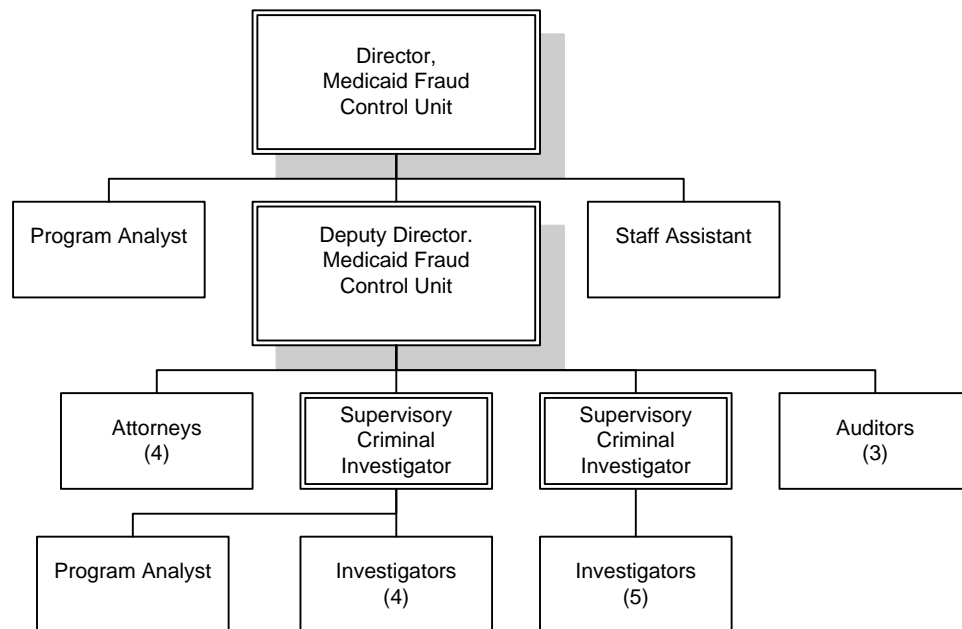 Director,
Medicaid Fraud
Control Unit
Program Analyst
Deputy Director.
Medicaid Fraud
Control Unit
Staff Assistant
Attorneys
(4)
Supervisory
Criminal
Investigator
Supervisory
Criminal
Investigator
Auditors
(3)
Program Analyst
Investigators
(4)
Investigators
(5)